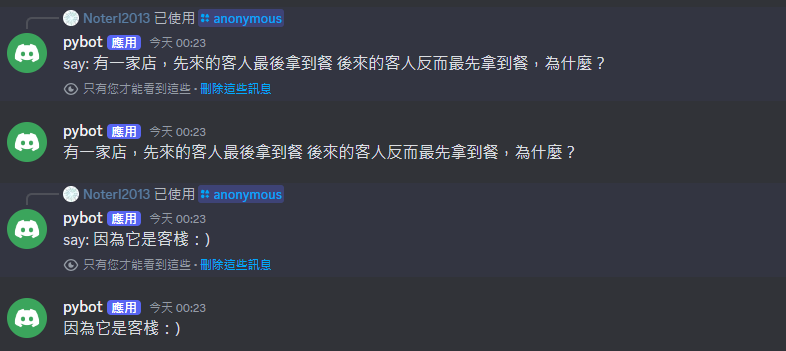 Noterl2013 已使用 anonymous
pybot 應用 今天 00:23
say: 有一家店，先來的客人最後拿到餐 後來的客人反而最先拿到餐，為什麼？
只有您才能看到這些 • 刪除這些訊息
pybot 應用 今天 00:23
有一家店，先來的客人最後拿到餐 後來的客人反而最先拿到餐，為什麼？
Noterl2013 已使用 anonymous
pybot 應用 今天 00:23
say: 因為它是客棧 : )
只有您才能看到這些 • 刪除這些訊息
pybot 應用 今天 00:23
因為它是客棧 : )